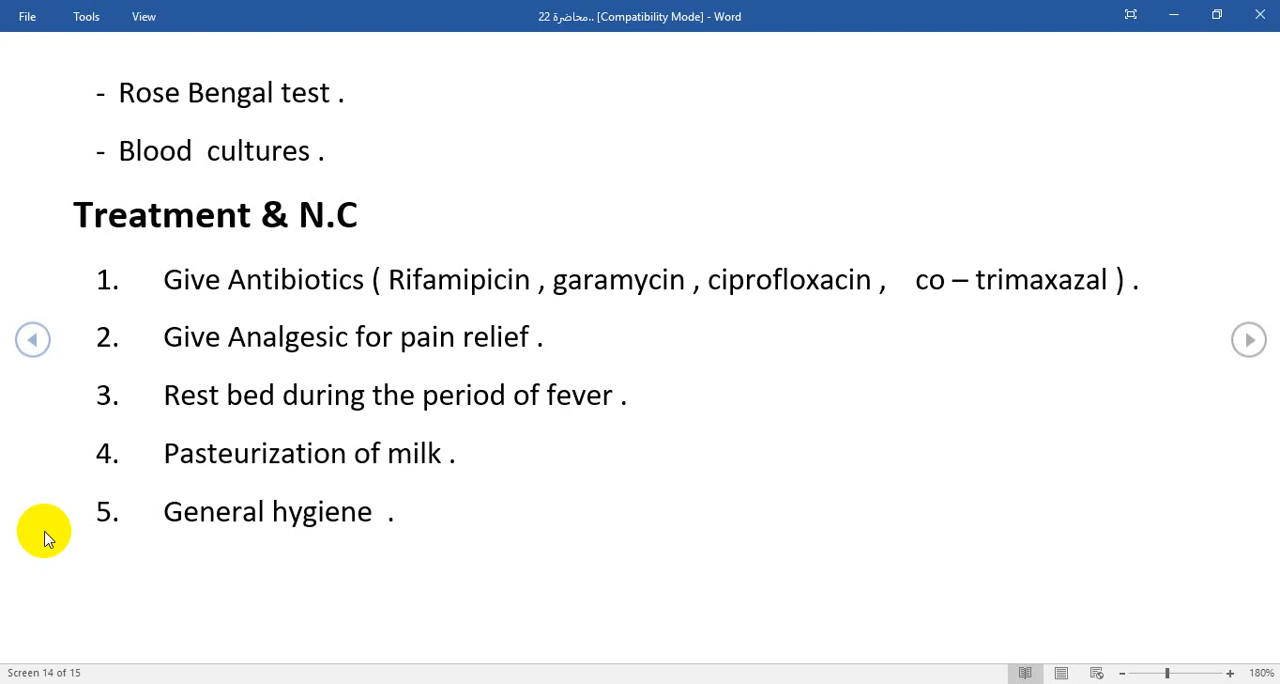 File Tools View محاضرة 22.. [Compatibility Mode] - Word
- Rose Bengal test .
- Blood cultures .
Treatment & N.C
1. Give Antibiotics ( Rifamipicin , garamycin , ciprofloxacin , co – trimaxazal ) .
2. Give Analgesic for pain relief .
3. Rest bed during the period of fever .
4. Pasteurization of milk .
5. General hygiene .
Screen 14 of 15 180%